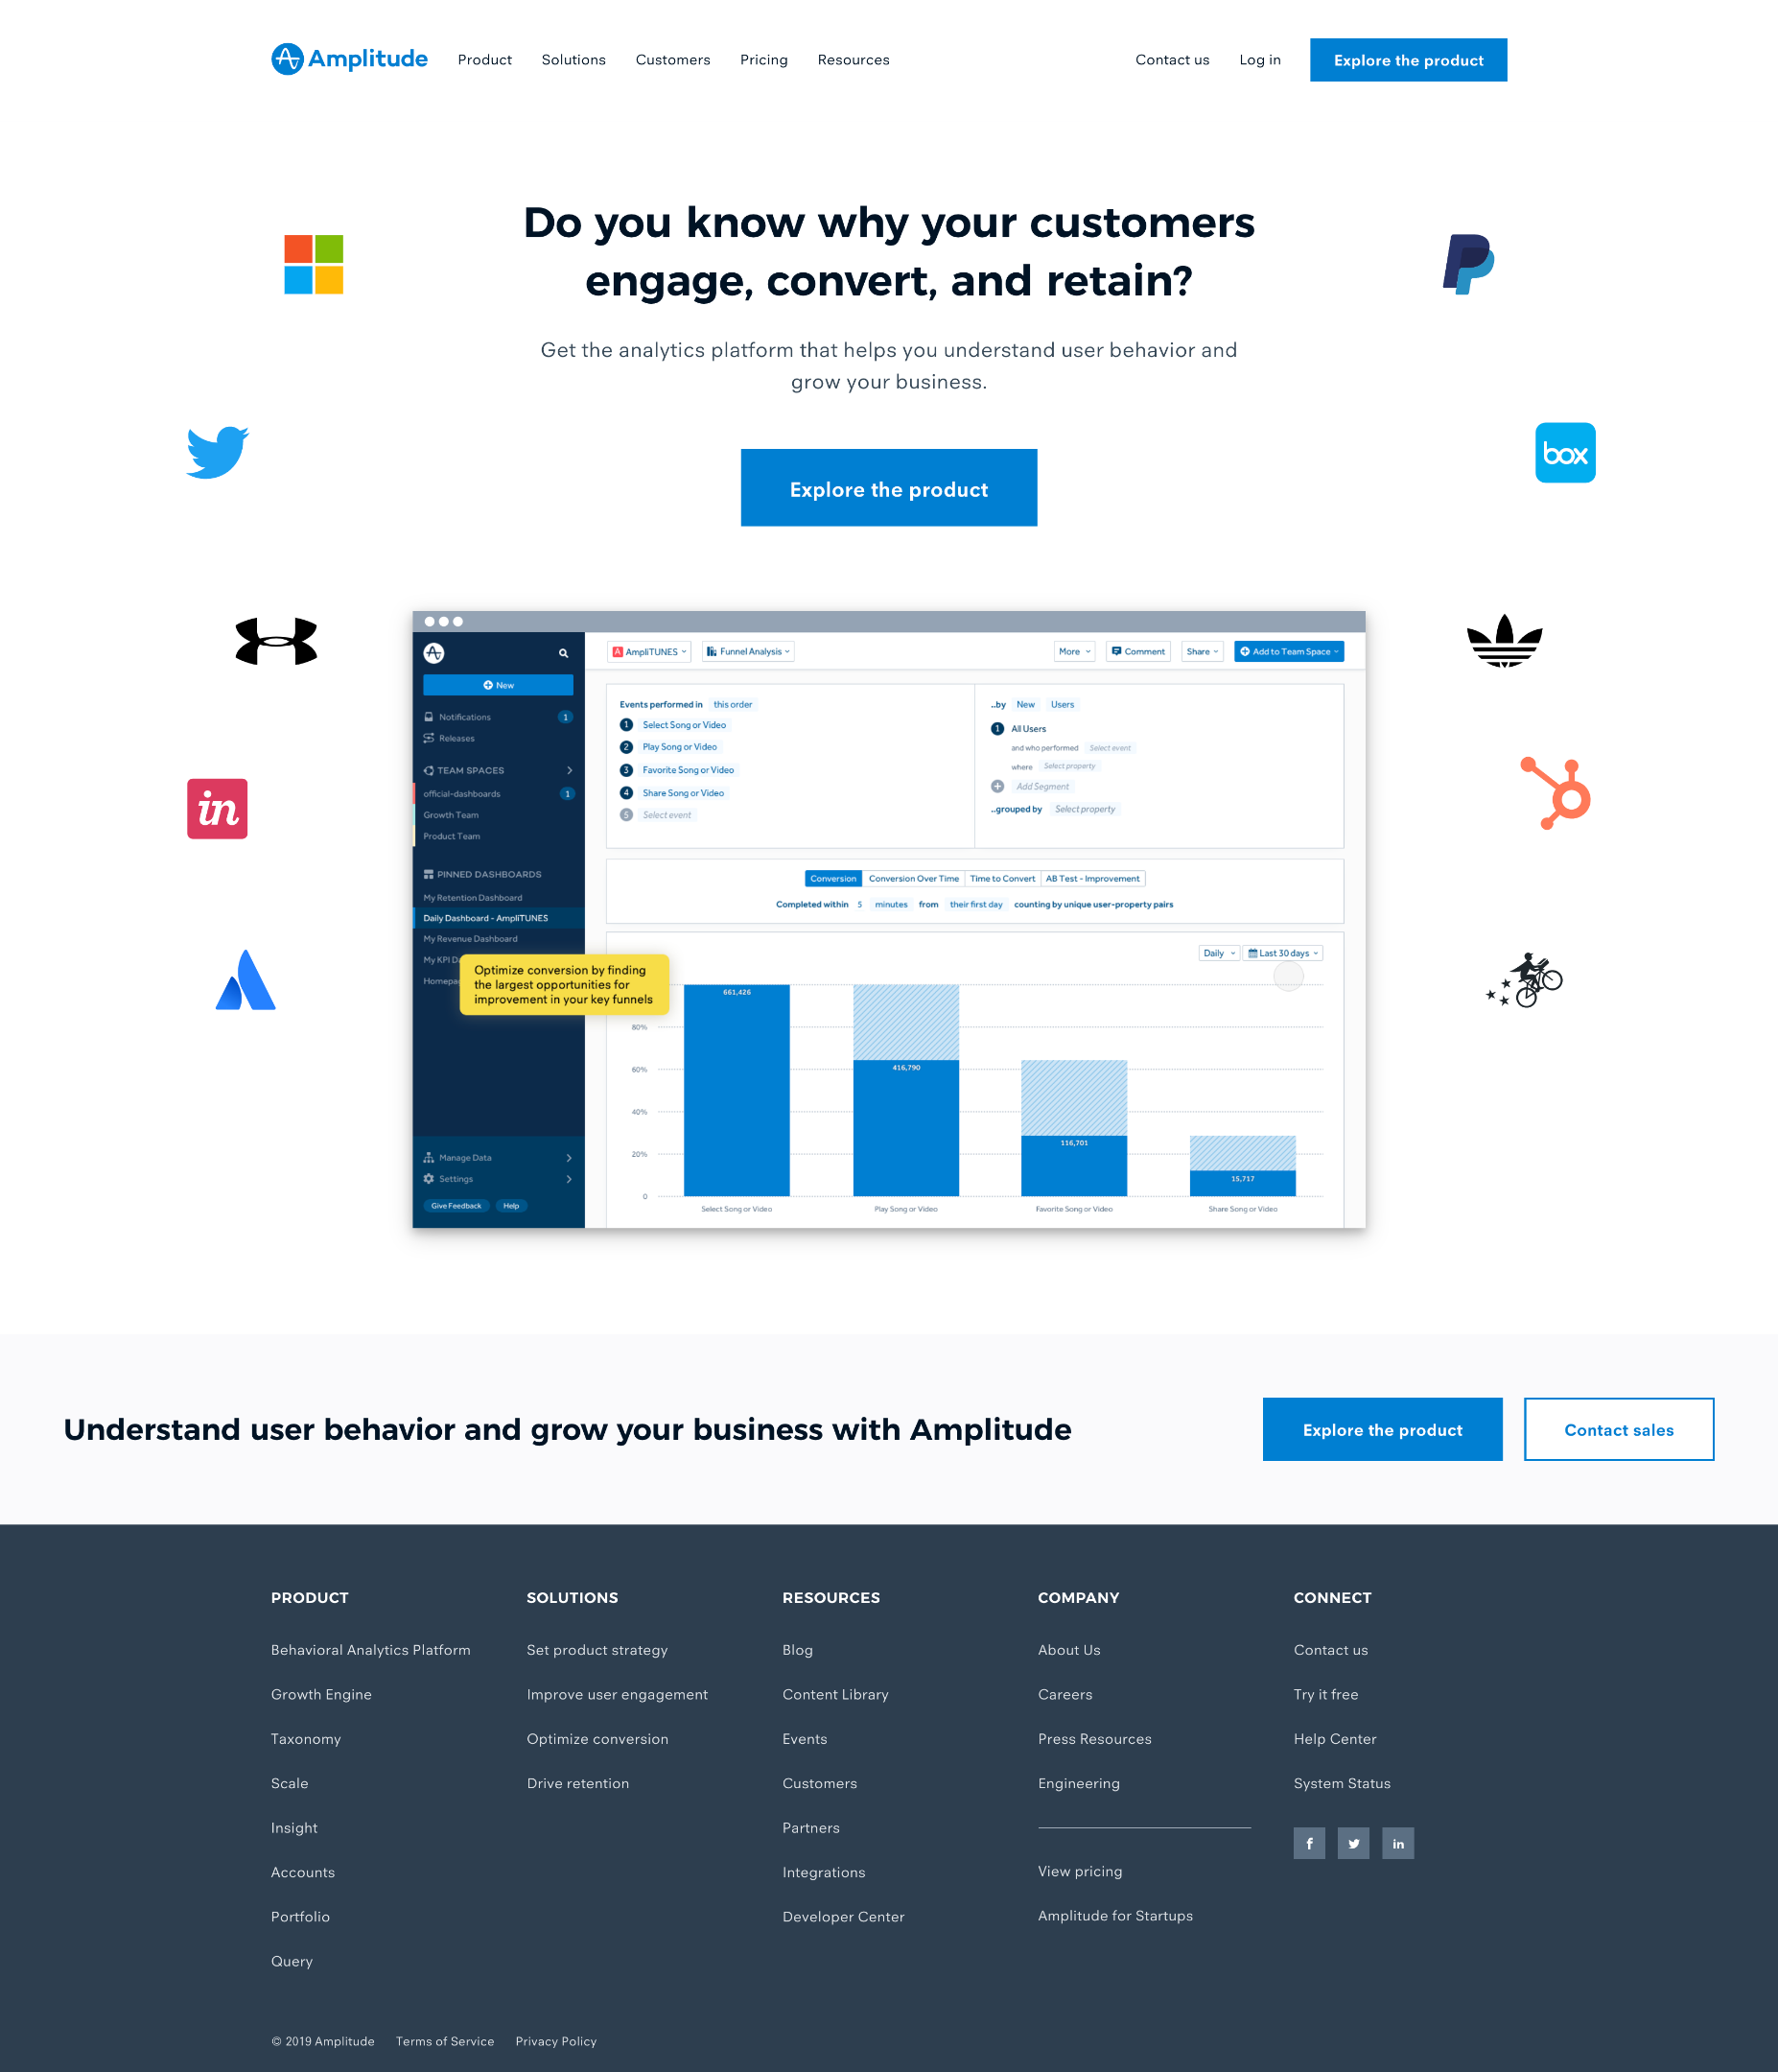 Amplitude
Product
Solutions
Customers
Pricing
Resources
Contact us
Log in
Explore the product
Do you know why your customers
engage, convert, and retain?
Get the analytics platform that helps you understand user behavior and
grow your business.
Explore the product
box
in
AmpliTUNES
Funnel Analysis
More
Comment
Share
Add to Team Space
New
Notifications
1
Releases
TEAM SPACES
official-dashboards
1
Growth Team
Product Team
PINNED DASHBOARDS
My Retention Dashboard
Daily Dashboard - AmpliTUNES
My Revenue Dashboard
My KPI Da
Homepag
Manage Data
Settings
Give Feedback
Help
Events performed in this order
1 Select Song or Video
2 Play Song or Video
3 Favorite Song or Video
4 Share Song or Video
5 Select event
..by New Users
1 All Users
and who performed Select event
where Select property
Add Segment
..grouped by Select property
Conversion
Conversion Over Time
Time to Convert
AB Test - Improvement
Completed within 5 minutes from their first day counting by unique user-property pairs
Optimize conversion by finding
the largest opportunities for
improvement in your key funnels
Daily
Last 30 days
80%
60%
40%
20%
0
661,426
416,790
116,701
15,717
Select Song or Video
Play Song or Video
Favorite Song or Video
Share Song or Video
Understand user behavior and grow your business with Amplitude
Explore the product
Contact sales
PRODUCT
Behavioral Analytics Platform
Growth Engine
Taxonomy
Scale
Insight
Accounts
Portfolio
Query
SOLUTIONS
Set product strategy
Improve user engagement
Optimize conversion
Drive retention
RESOURCES
Blog
Content Library
Events
Customers
Partners
Integrations
Developer Center
COMPANY
About Us
Careers
Press Resources
Engineering
View pricing
Amplitude for Startups
CONNECT
Contact us
Try it free
Help Center
System Status
f
in
© 2019 Amplitude
Terms of Service
Privacy Policy